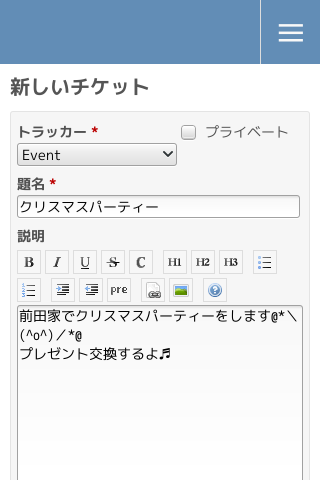 新しいチケット
トラッカー * プライベート
Event
題名 *
クリスマスパーティー
説明
B I U S C H1 H2 H3
pre
前田家でクリスマスパーティーをします@*＼
(^o^)／*@
プレゼント交換するよ♬